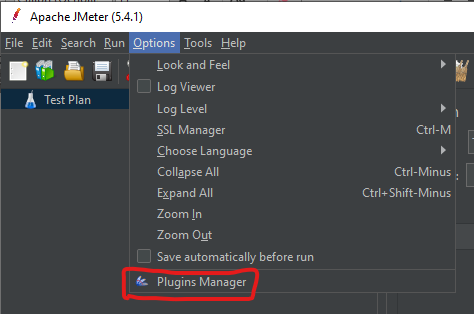 Apache JMeter (5.4.1)
File Edit Search Run Options Tools Help
Look and Feel
Test Plan
Log Viewer
Log Level
SSL Manager Ctrl-M
Choose Language
Collapse All Ctrl-Minus
Expand All Ctrl+Shift-Minus
Zoom In
Zoom Out
Save automatically before run
Plugins Manager